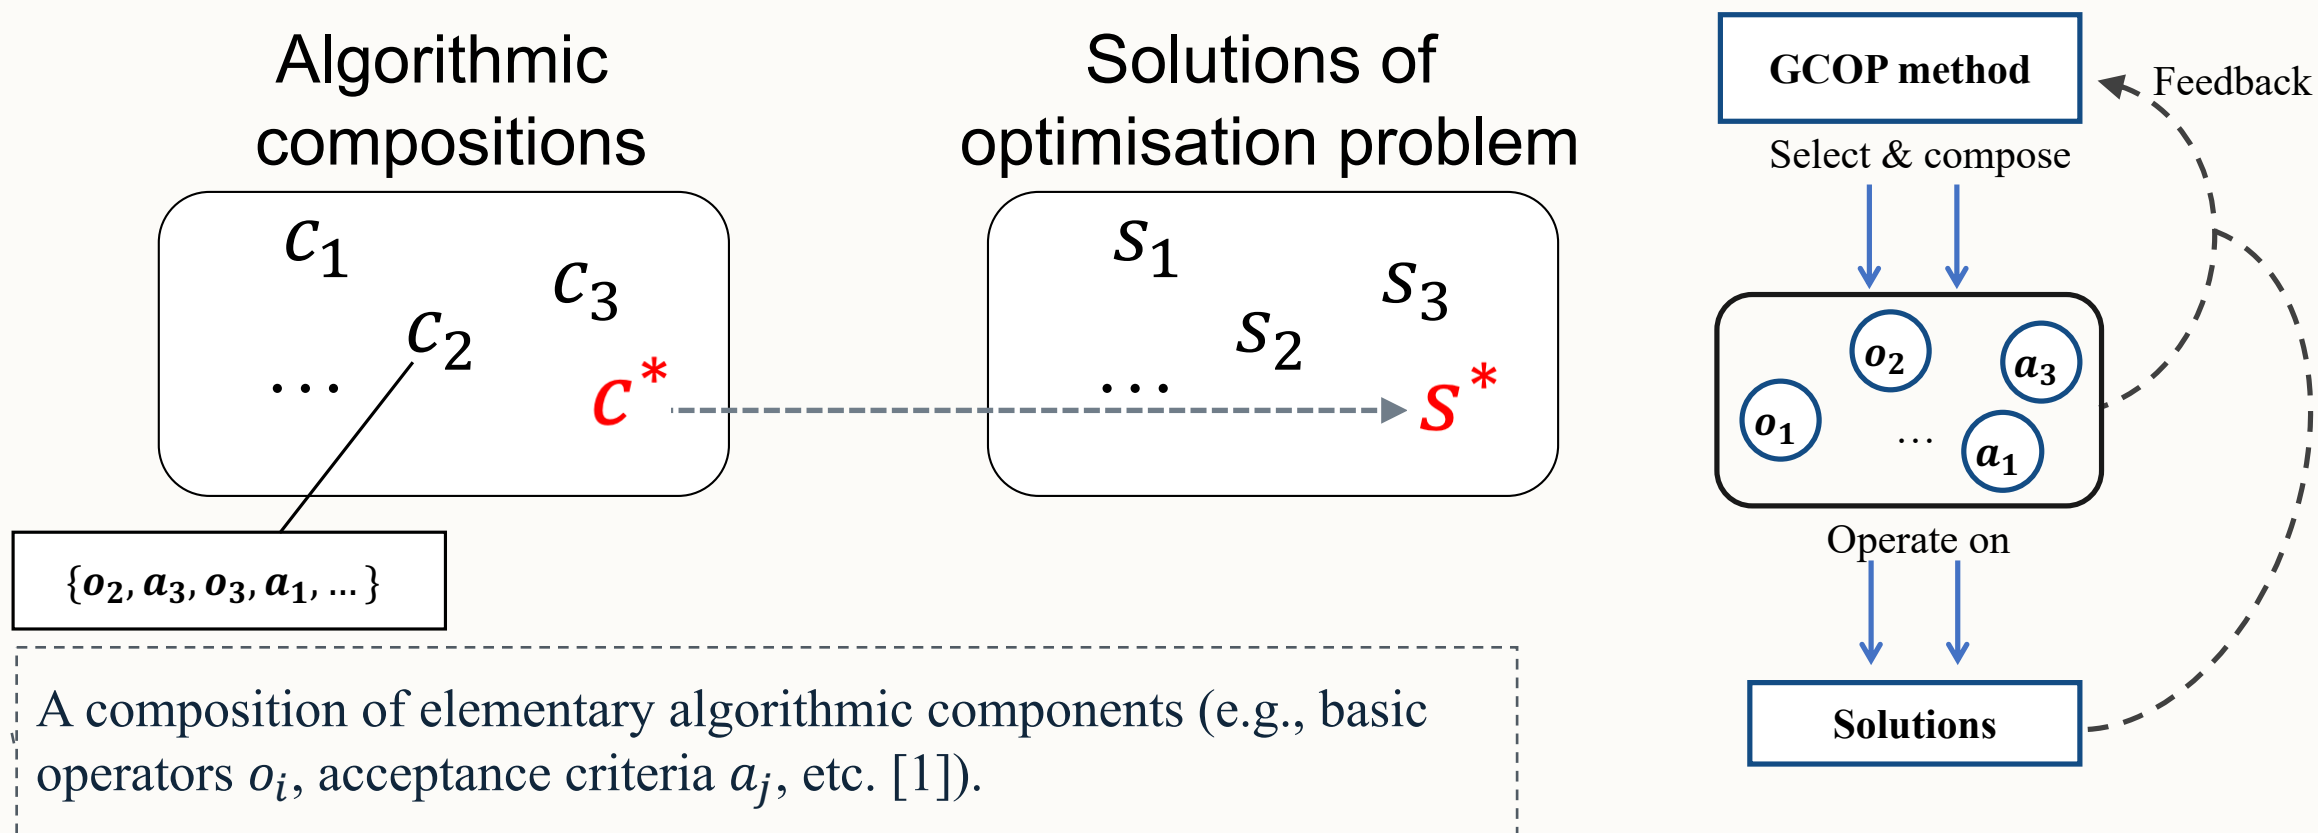 Algorithmic
compositions
c₁
c₃
c₂
…
c*
{o₂, a₃, o₃, a₁, … }
Solutions of
optimisation problem
s₁
s₃
s₂
…
s*
A composition of elementary algorithmic components (e.g., basic
operators oᵢ, acceptance criteria aⱼ, etc. [1]).
GCOP method
Feedback
Select & compose
o₂
a₃
o₁
…
a₁
Operate on
Solutions